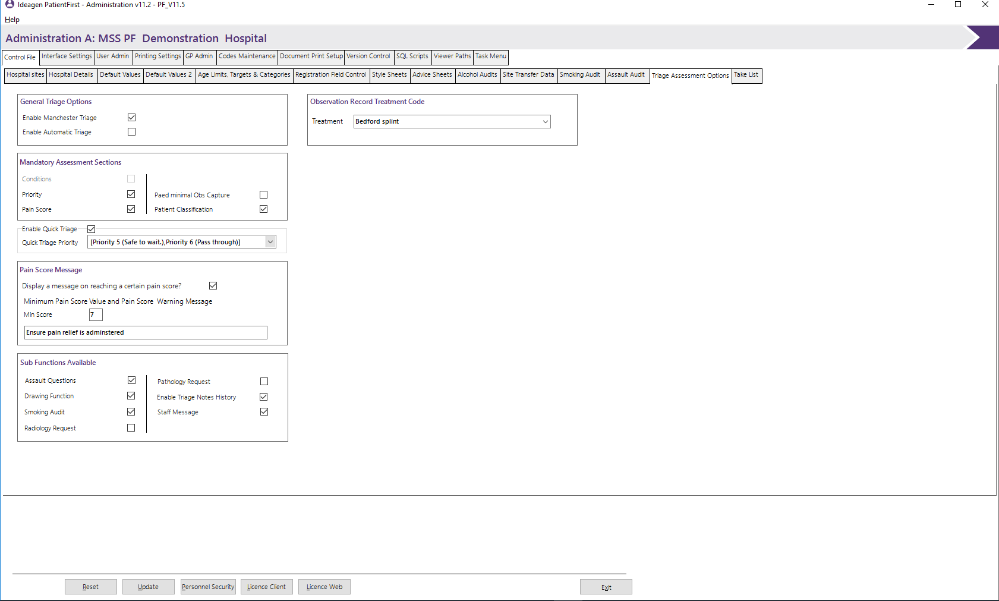 Ideagen PatientFirst - Administration v11.2 - PF_V11.5
Help
Administration A: MSS PF Demonstration Hospital
Control File Interface Settings User Admin Printing Settings GP Admin Codes Maintenance Document Print Setup Version Control SQL Scripts Viewer Paths Task Menu
Hospital sites Hospital Details Default Values Default Values 2 Age Limits, Targets & Categories Registration Field Control Style Sheets Advice Sheets Alcohol Audits Site Transfer Data Smoking Audit Assault Audit Triage Assessment Options Take List
General Triage Options
Enable Manchester Triage
Enable Automatic Triage
Observation Record Treatment Code
Treatment Bedford splint
Mandatory Assessment Sections
Conditions
Priority Paed minimal Obs Capture
Pain Score Patient Classification
Enable Quick Triage
Quick Triage Priority [Priority 5 (Safe to wait.),Priority 6 (Pass through)]
Pain Score Message
Display a message on reaching a certain pain score?
Minimum Pain Score Value and Pain Score Warning Message
Min Score 7
Ensure pain relief is adminstered
Sub Functions Available
Assault Questions Pathology Request
Drawing Function Enable Triage Notes History
Smoking Audit Staff Message
Radiology Request
Reset Update Personnel Security Licence Client Licence Web Exit